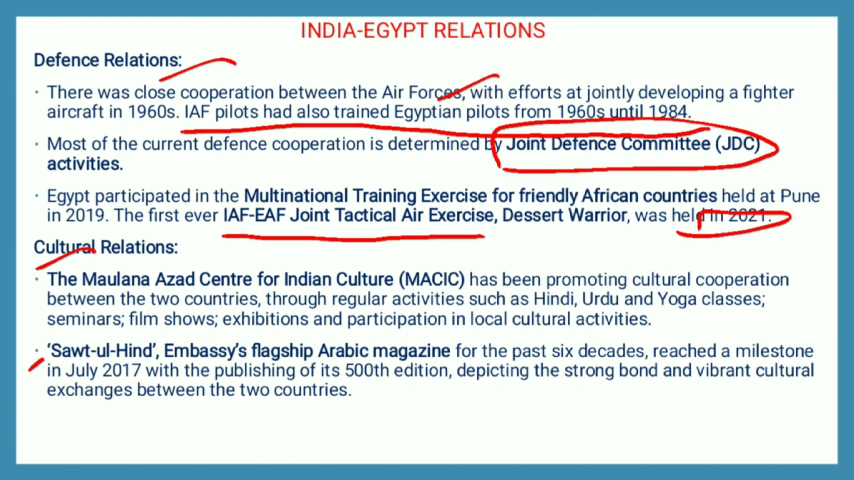 INDIA-EGYPT RELATIONS
Defence Relations:
· There was close cooperation between the Air Forces, with efforts at jointly developing a fighter
aircraft in 1960s. IAF pilots had also trained Egyptian pilots from 1960s until 1984.
· Most of the current defence cooperation is determined by Joint Defence Committee (JDC)
activities.
· Egypt participated in the Multinational Training Exercise for friendly African countries held at Pune
in 2019. The first ever IAF-EAF Joint Tactical Air Exercise, Dessert Warrior, was held in 2021.
Cultural Relations:
· The Maulana Azad Centre for Indian Culture (MACIC) has been promoting cultural cooperation
between the two countries, through regular activities such as Hindi, Urdu and Yoga classes;
seminars; film shows; exhibitions and participation in local cultural activities.
· ‘Sawt-ul-Hind’, Embassy’s flagship Arabic magazine for the past six decades, reached a milestone
in July 2017 with the publishing of its 500th edition, depicting the strong bond and vibrant cultural
exchanges between the two countries.